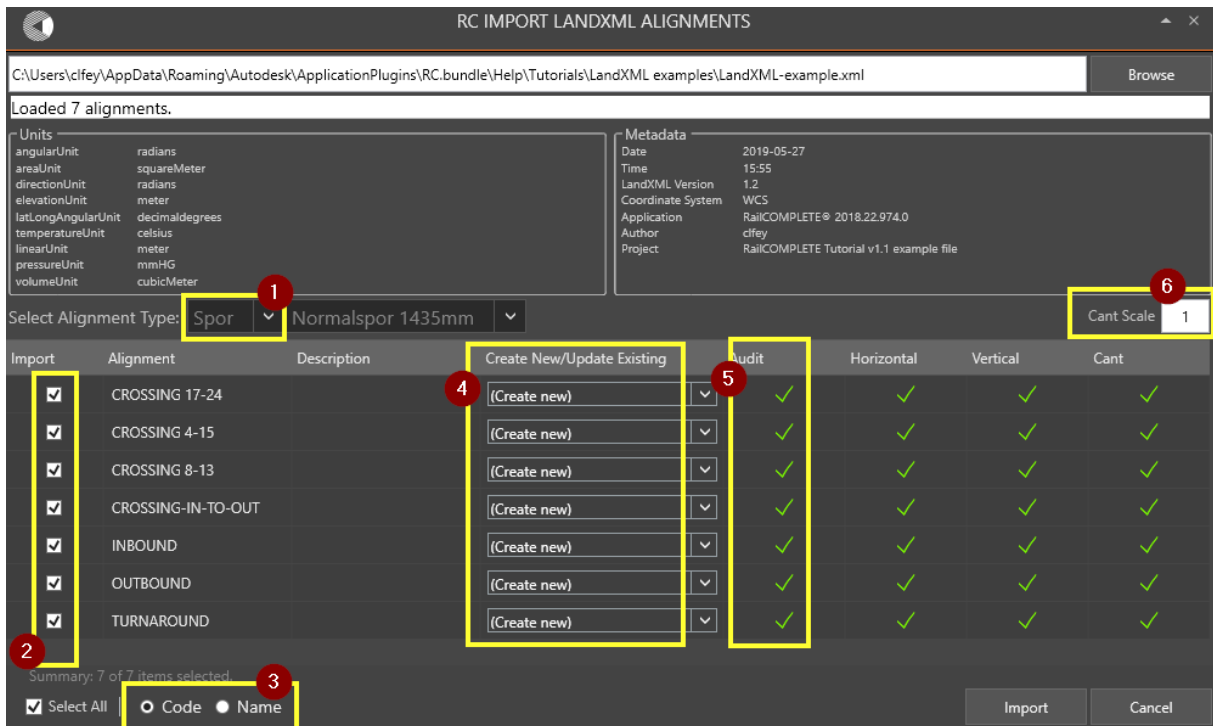 RC IMPORT LANDXML ALIGNMENTS
C:\Users\clfey\AppData\Roaming\Autodesk\ApplicationPlugins\RC.bundle\Help\Tutorials\LandXML examples\LandXML-example.xml Browse
Loaded 7 alignments.
Units
angularUnit radians
areaUnit squareMeter
directionUnit radians
elevationUnit meter
latLongAngularUnit decimaldegrees
temperatureUnit celsius
linearUnit meter
pressureUnit mmHG
volumeUnit cubicMeter
Metadata
Date 2019-05-27
Time 15:55
LandXML Version 1.2
Coordinate System WCS
Application RailCOMPLETE® 2018.22.974.0
Author clfey
Project RailCOMPLETE Tutorial v1.1 example file
1
6
Select Alignment Type: Spor Normalspor 1435mm Cant Scale 1
Import Alignment Description Create New/Update Existing Audit Horizontal Vertical Cant
4
5
CROSSING 17-24 (Create new)
CROSSING 4-15 (Create new)
CROSSING 8-13 (Create new)
CROSSING-IN-TO-OUT (Create new)
INBOUND (Create new)
OUTBOUND (Create new)
TURNAROUND (Create new)
2
Summary: 7 of 7 items selected.
3
Select All Code Name Import Cancel